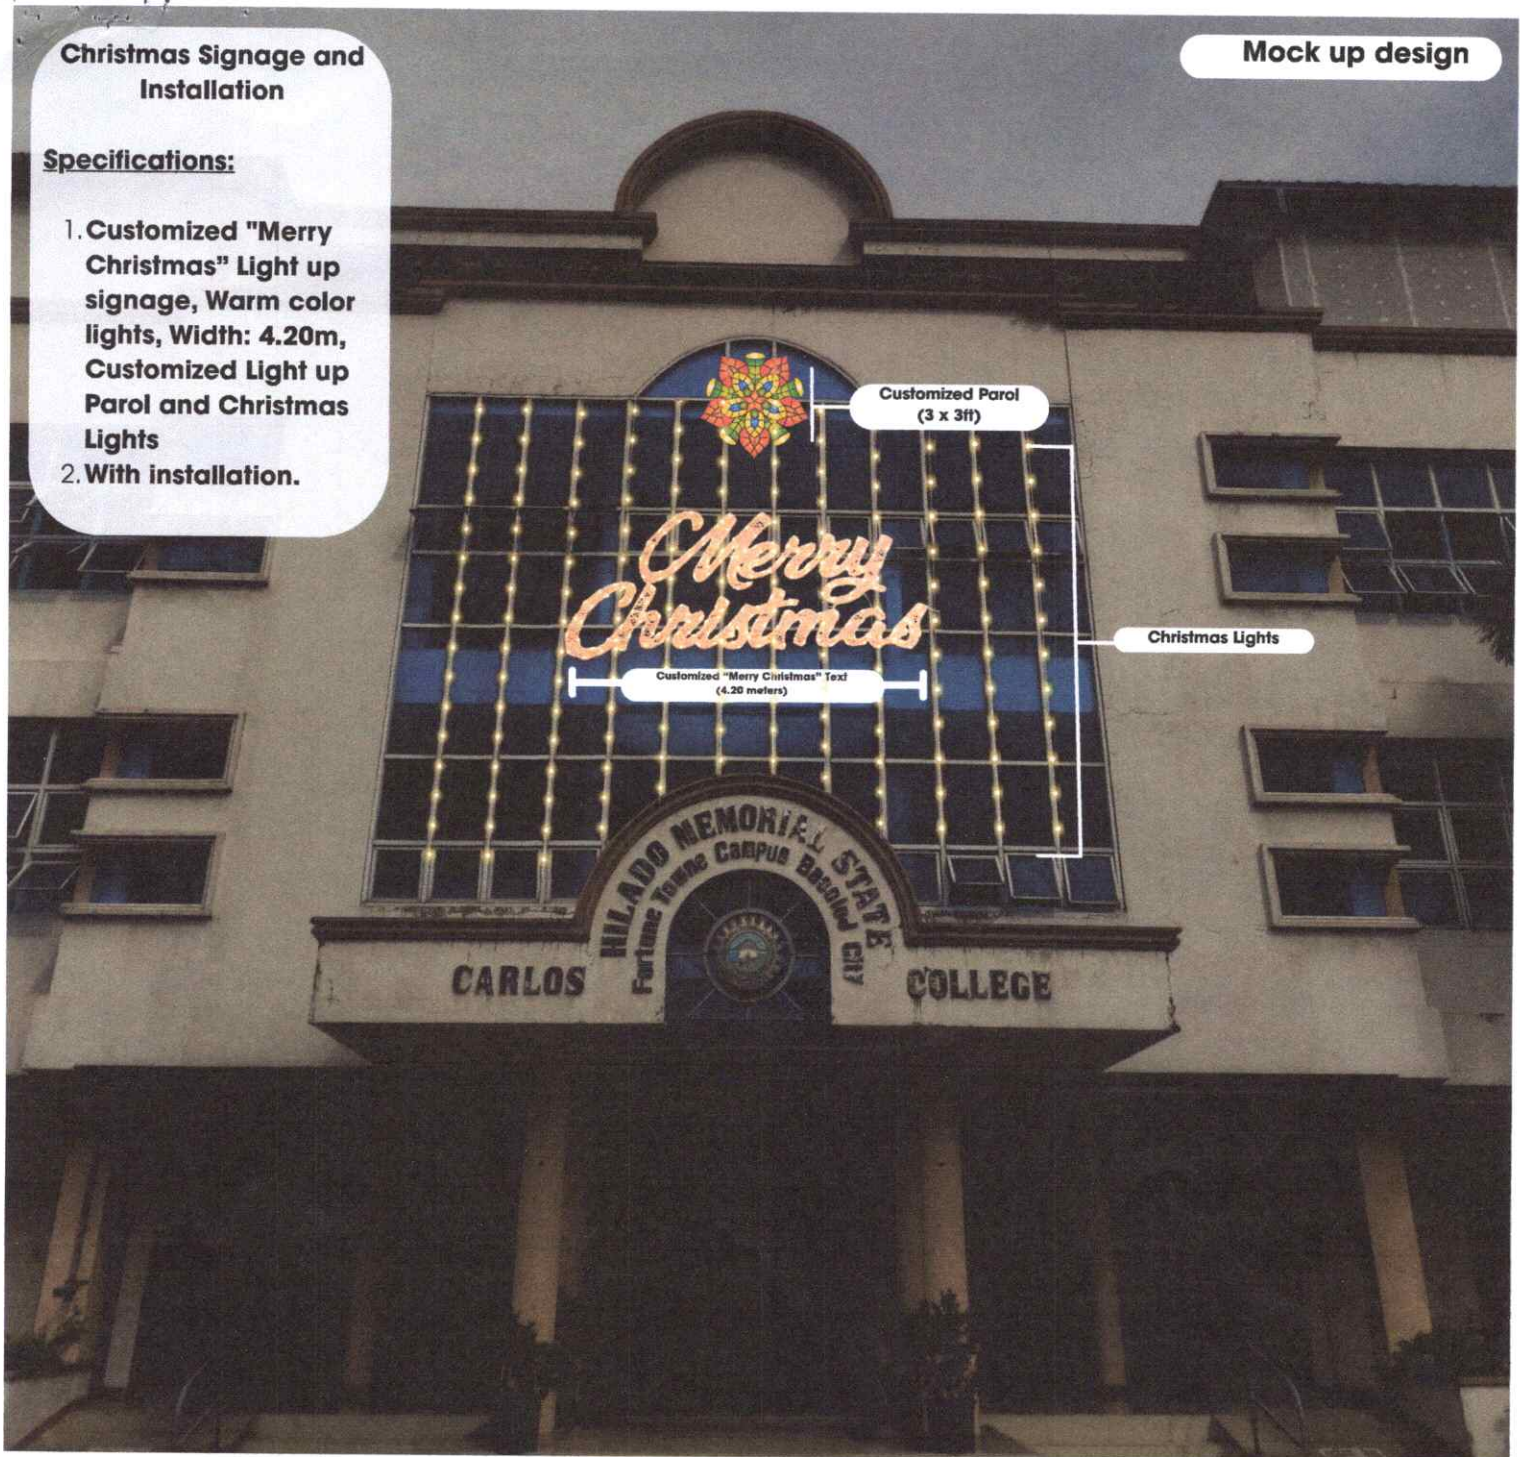 Christmas Signage and
Installation
Specifications:
1. Customized "Merry
Christmas" Light up
signage, Warm color
lights, Width: 4.20m,
Customized Light up
Parol and Christmas
Lights
2. With installation.
Mock up design
Customized Parol
(3 x 3ft)
Merry
Christmas
Customized "Merry Christmas" Text
(4.20 meters)
Christmas Lights
CARLOS HILADO MEMORIAL STATE COLLEGE
Fortune Towne Campus Bacolod City